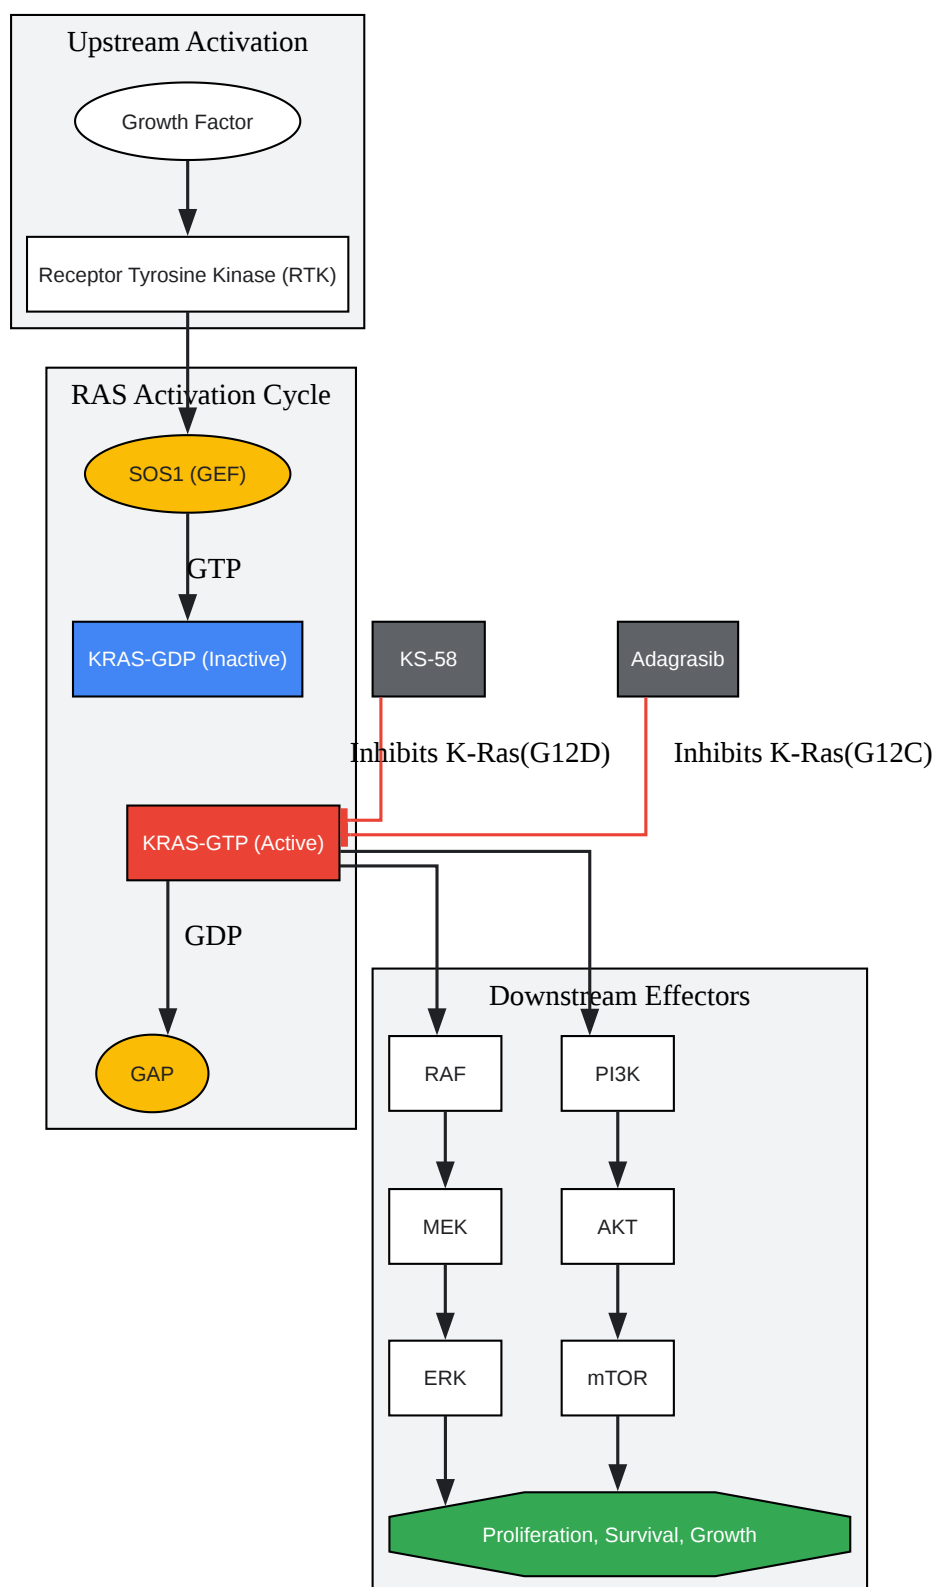 Upstream Activation
Growth Factor
Receptor Tyrosine Kinase (RTK)
RAS Activation Cycle
SOS1 (GEF)
GTP
KRAS-GDP (Inactive)
KS-58
Adagrasib
Inhibits K-Ras(G12D)
Inhibits K-Ras(G12C)
KRAS-GTP (Active)
GDP
Downstream Effectors
GAP
RAF
PI3K
MEK
AKT
ERK
mTOR
Proliferation, Survival, Growth